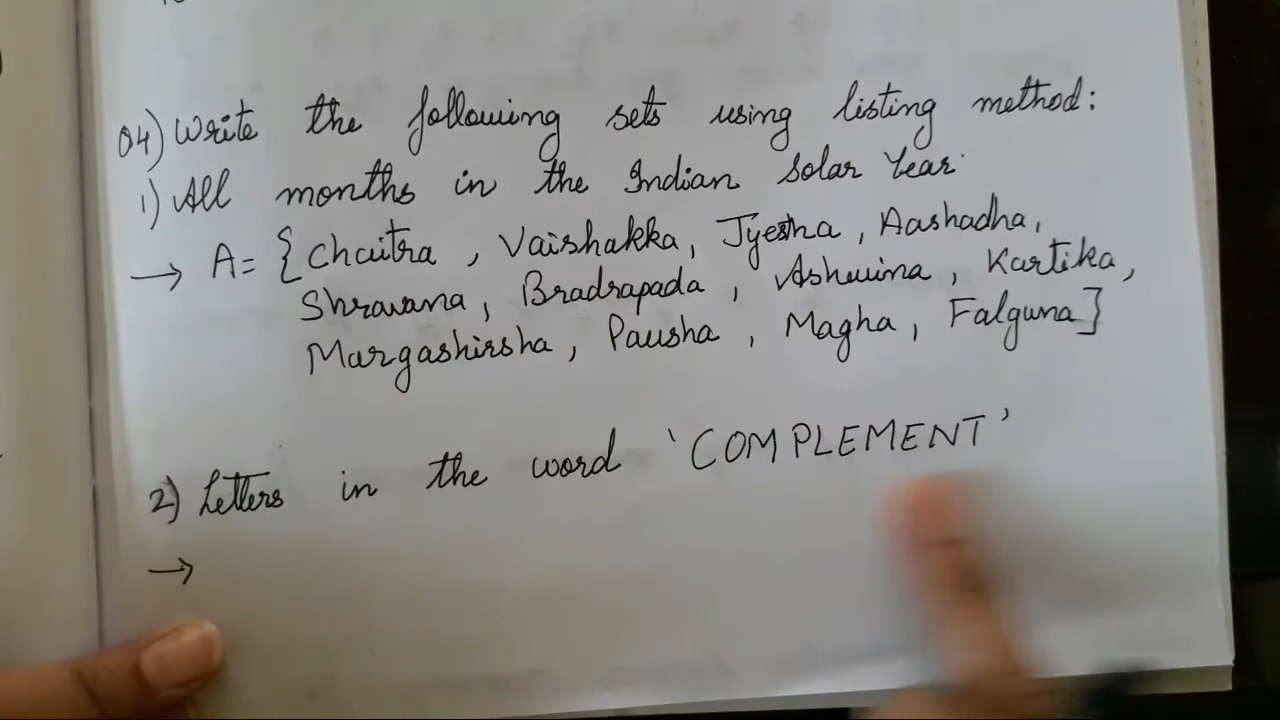 Q4) Write the following sets using listing method:
1) All months in the Indian Solar Year.
→ A= {Chaitra, Vaishakka, Jyestha, Aashadha,
Shravana, Bradrapada, Ashwina, Kartika,
Margashirsha, Pausha, Magha, Falguna}
2) Letters in the word 'COMPLEMENT'
→